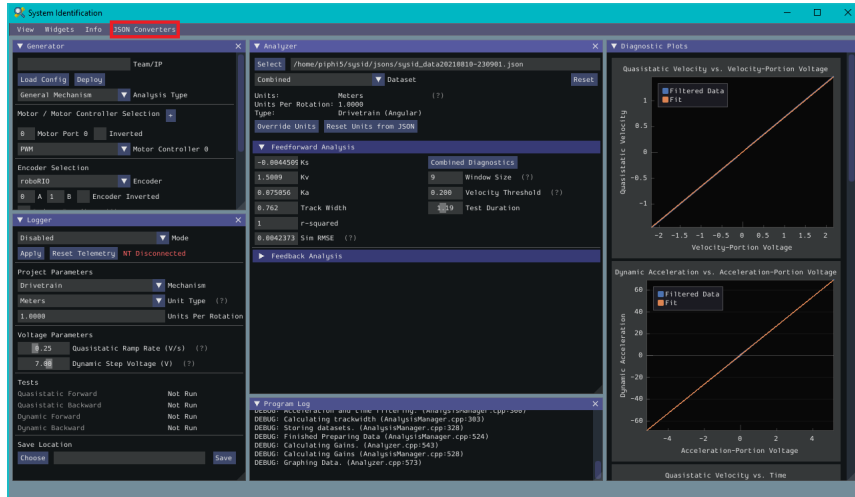 System Identification
View Widgets Info JSON Converters
Generator
Team/IP
Load Config Deploy
General Mechanism Analysis Type
Motor / Motor Controller Selection +
0 Motor Port 0 Inverted
PWM Motor Controller 0
Encoder Selection
roboRIO Encoder
0 A 1 B Encoder Inverted
Logger
Disabled Mode
Apply Reset Telemetry NT Disconnected
Project Parameters
Drivetrain Mechanism
Meters Unit Type (?)
1.0000 Units Per Rotation
Voltage Parameters
0.25 Quasistatic Ramp Rate (V/s) (?)
7.00 Dynamic Step Voltage (V) (?)
Tests
Quasistatic Forward Not Run
Quasistatic Backward Not Run
Dynamic Forward Not Run
Dynamic Backward Not Run
Save Location
Choose Save
Analyzer
Select /home/piphi5/sysid/jsons/sysid_data20210810-230901.json
Combined Dataset Reset
Units: Meters (?)
Units Per Rotation: 1.0000
Type: Drivetrain (Angular)
Override Units Reset Units from JSON
Feedforward Analysis
-0.0044509 Ks Combined Diagnostics
1.5009 Kv 9 Window Size (?)
0.075056 Ka 0.200 Velocity Threshold (?)
0.762 Track Width 1.19 Test Duration
1 r-squared
0.0042373 Sim RMSE (?)
Feedback Analysis
Program Log
DEBUG: Acceleration and time filtering. (AnalysisManager.cpp:300)
DEBUG: Calculating trackwidth (AnalysisManager.cpp:303)
DEBUG: Storing datasets. (AnalysisManager.cpp:328)
DEBUG: Finished Preparing Data (AnalysisManager.cpp:524)
DEBUG: Calculating Gains. (Analyzer.cpp:543)
DEBUG: Calculating Gains (AnalysisManager.cpp:528)
DEBUG: Graphing Data. (Analyzer.cpp:573)
Diagnostic Plots
Quasistatic Velocity vs. Velocity-Portion Voltage
Filtered Data
Fit
Quasistatic Velocity
1
0.5
0
-0.5
-1
-2 -1.5 -1 -0.5 0 0.5 1 1.5 2
Velocity-Portion Voltage
Dynamic Acceleration vs. Acceleration-Portion Voltage
Filtered Data
Fit
Dynamic Acceleration
60
40
20
0
-20
-40
-60
-4 -2 0 2 4
Acceleration-Portion Voltage
Quasistatic Velocity vs. Time